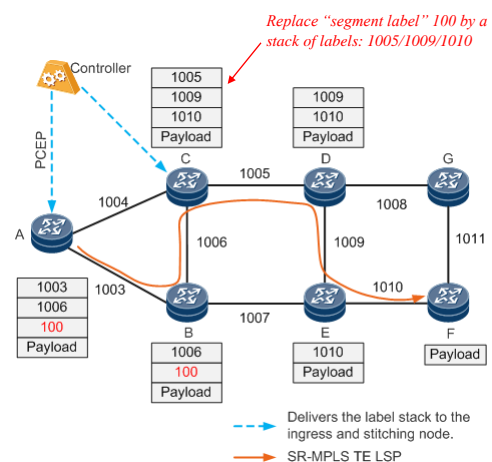 Replace “segment label” 100 by a
stack of labels: 1005/1009/1010
Controller
PCEP
1005
1009
1010
Payload
1009
1010
Payload
C
D
G
1005
1004
1008
A
1006
1009
1011
1003
1010
1003
1006
100
Payload
B
1007
E
F
1006
100
Payload
1010
Payload
Payload
Delivers the label stack to the
ingress and stitching node.
SR-MPLS TE LSP